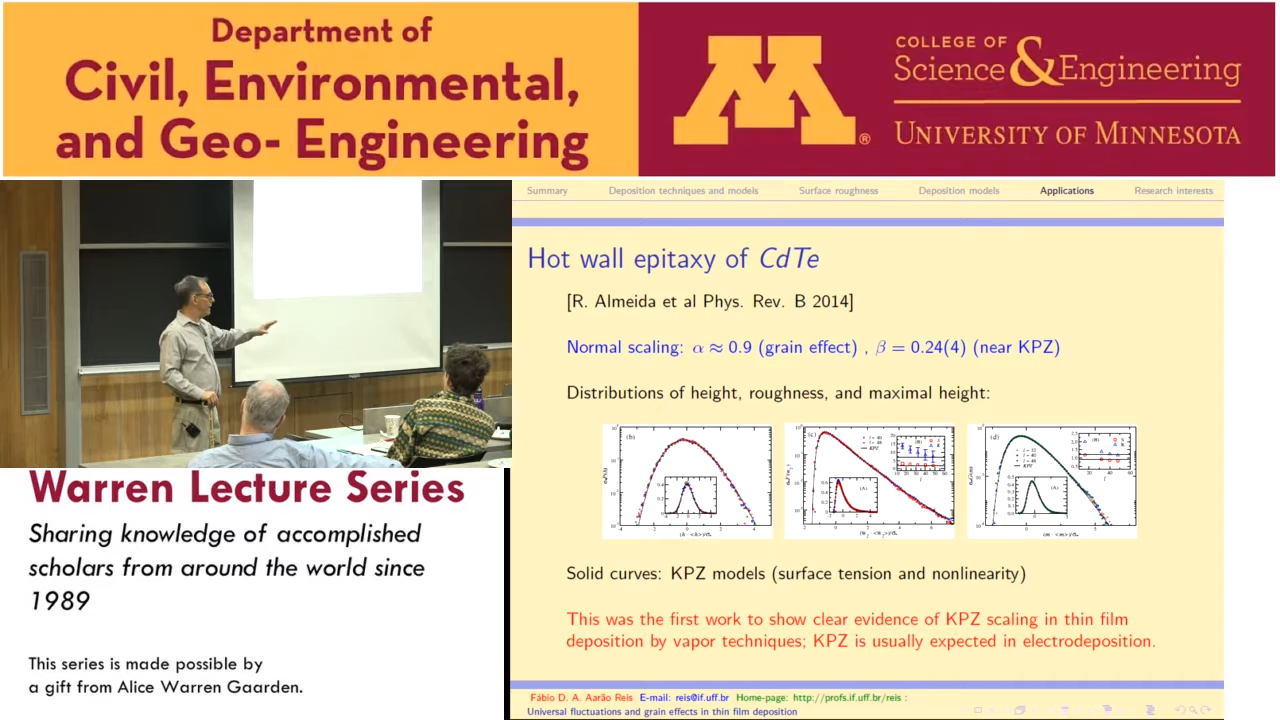 Department of
Civil, Environmental,
and Geo- Engineering
COLLEGE OF
Science & Engineering
UNIVERSITY OF MINNESOTA
Summary Deposition techniques and models Surface roughness Deposition models Applications Research interests
Hot wall epitaxy of CdTe
[R. Almeida et al Phys. Rev. B 2014]
Normal scaling: α ≈ 0.9 (grain effect) , β = 0.24(4) (near KPZ)
Distributions of height, roughness, and maximal height:
(b)
(c)
(d)
Solid curves: KPZ models (surface tension and nonlinearity)
This was the first work to show clear evidence of KPZ scaling in thin film
deposition by vapor techniques; KPZ is usually expected in electrodeposition.
Fábio D. A. Aarão Reis E-mail: reis@if.uff.br Home-page: http://profs.if.uff.br/reis :
Universal fluctuations and grain effects in thin film deposition
Warren Lecture Series
Sharing knowledge of accomplished
scholars from around the world since
1989
This series is made possible by
a gift from Alice Warren Gaarden.